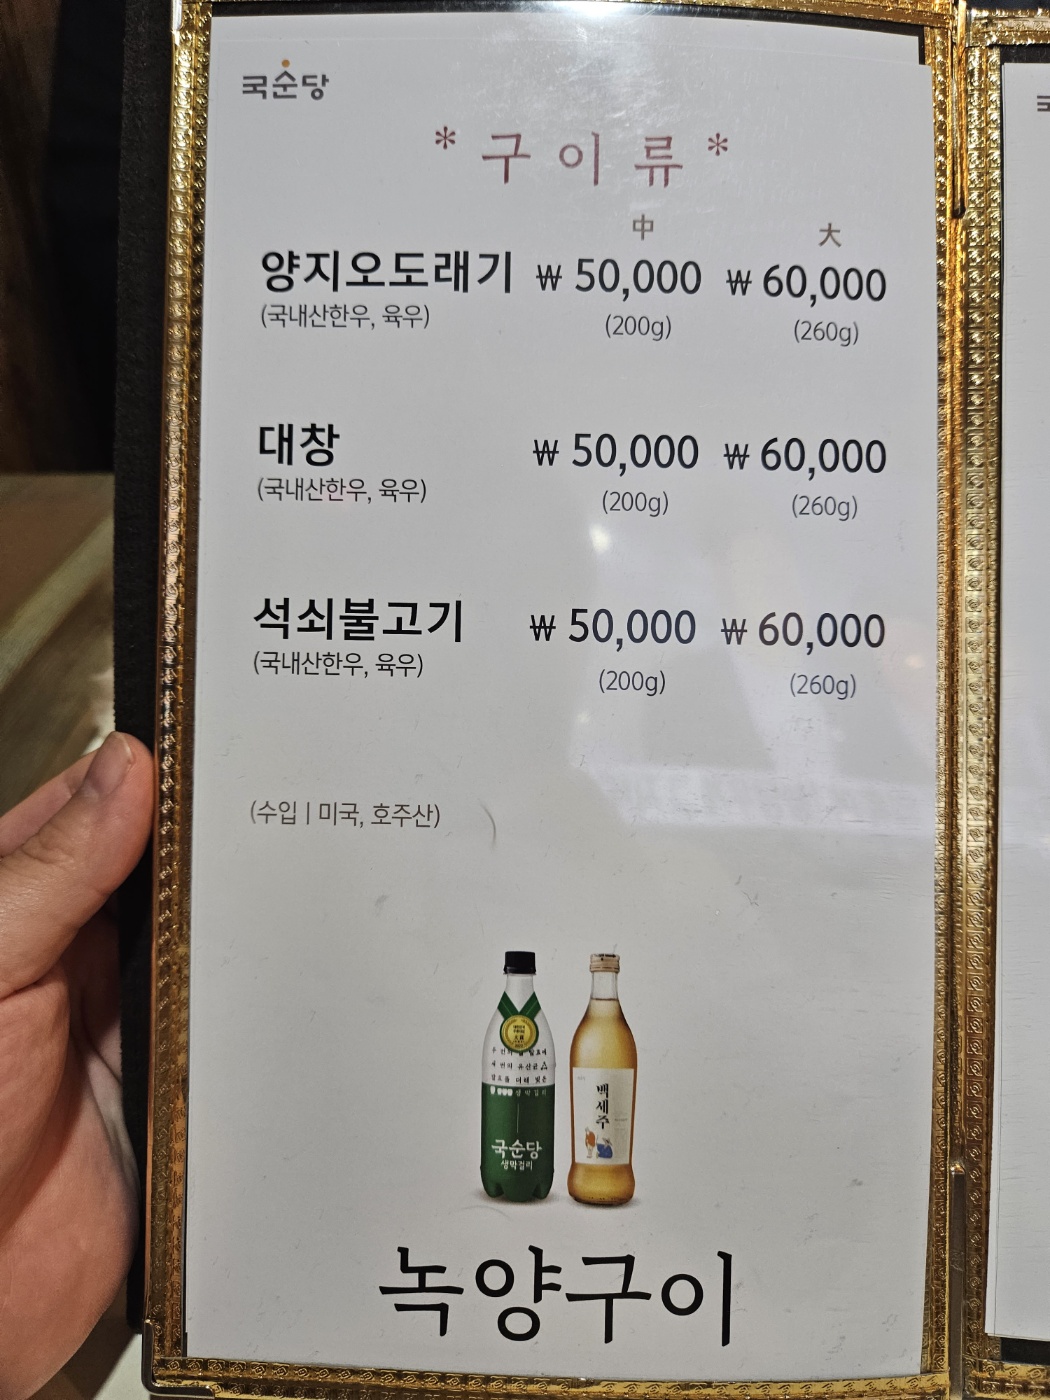 국순당
* 구 이 류 *
中 大
양지오도래기 ₩ 50,000 ₩ 60,000
(국내산한우, 육우) (200g) (260g)
대창 ₩ 50,000 ₩ 60,000
(국내산한우, 육우) (200g) (260g)
석쇠불고기 ₩ 50,000 ₩ 60,000
(국내산한우, 육우) (200g) (260g)
(수입 | 미국, 호주산)
국순당
생막걸리
백세주
녹양구이